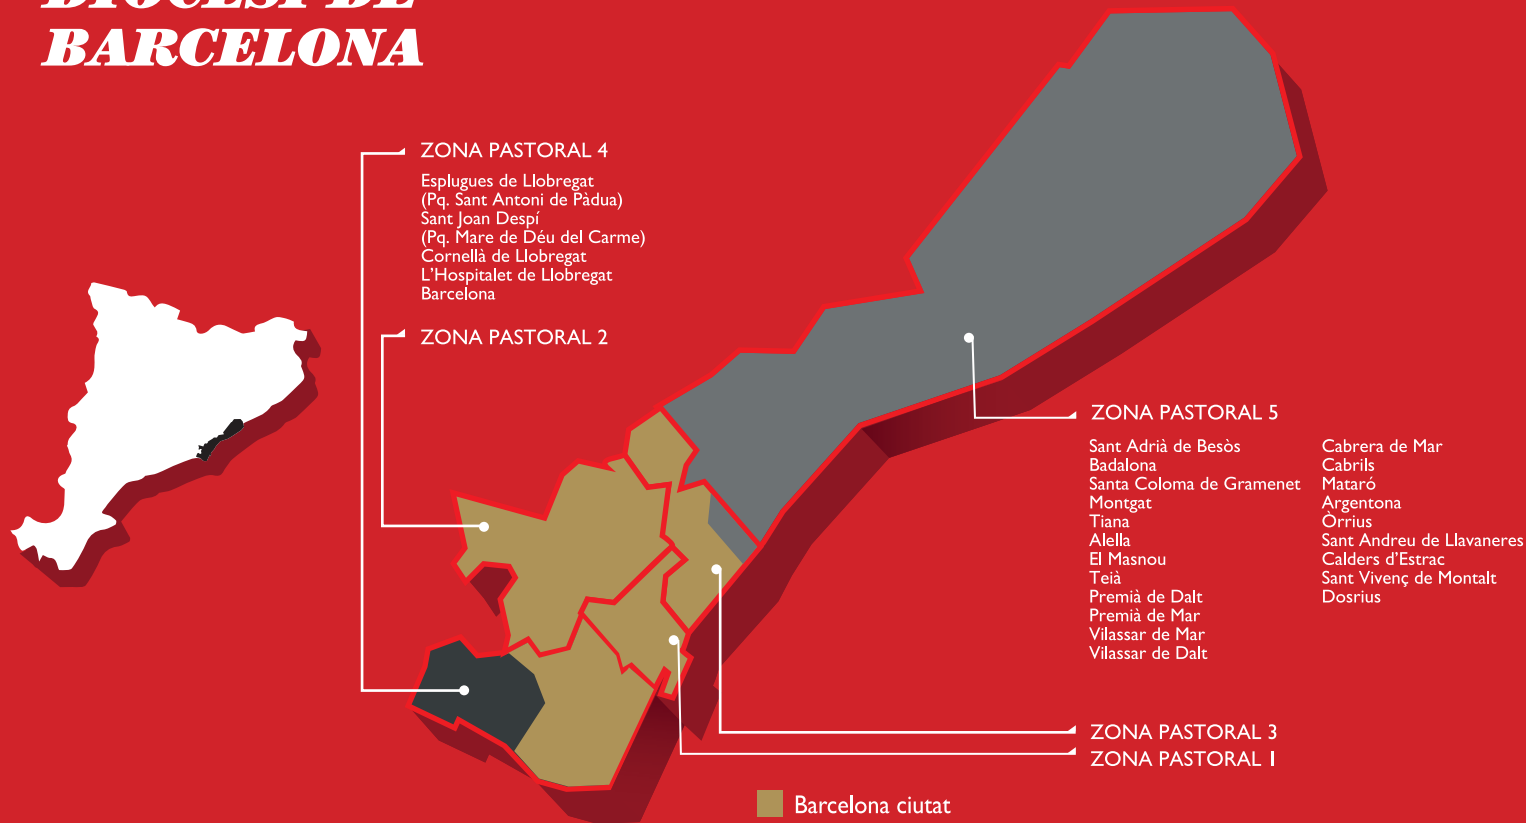 DIOCESI DE
BARCELONA
ZONA PASTORAL 4
Esplugues de Llobregat
(Pq. Sant Antoni de Pàdua)
Sant Joan Despí
(Pq. Mare de Déu del Carme)
Cornellà de Llobregat
L'Hospitalet de Llobregat
Barcelona
ZONA PASTORAL 2
ZONA PASTORAL 5
Sant Adrià de Besòs
Badalona
Santa Coloma de Gramenet
Montgat
Tiana
Alella
El Masnou
Teià
Premià de Dalt
Premià de Mar
Vilassar de Mar
Vilassar de Dalt
Cabrera de Mar
Cabrils
Mataró
Argentona
Òrrius
Sant Andreu de Llavaneres
Calders d'Estrac
Sant Vivenç de Montalt
Dosrius
ZONA PASTORAL 3
ZONA PASTORAL 1
Barcelona ciutat